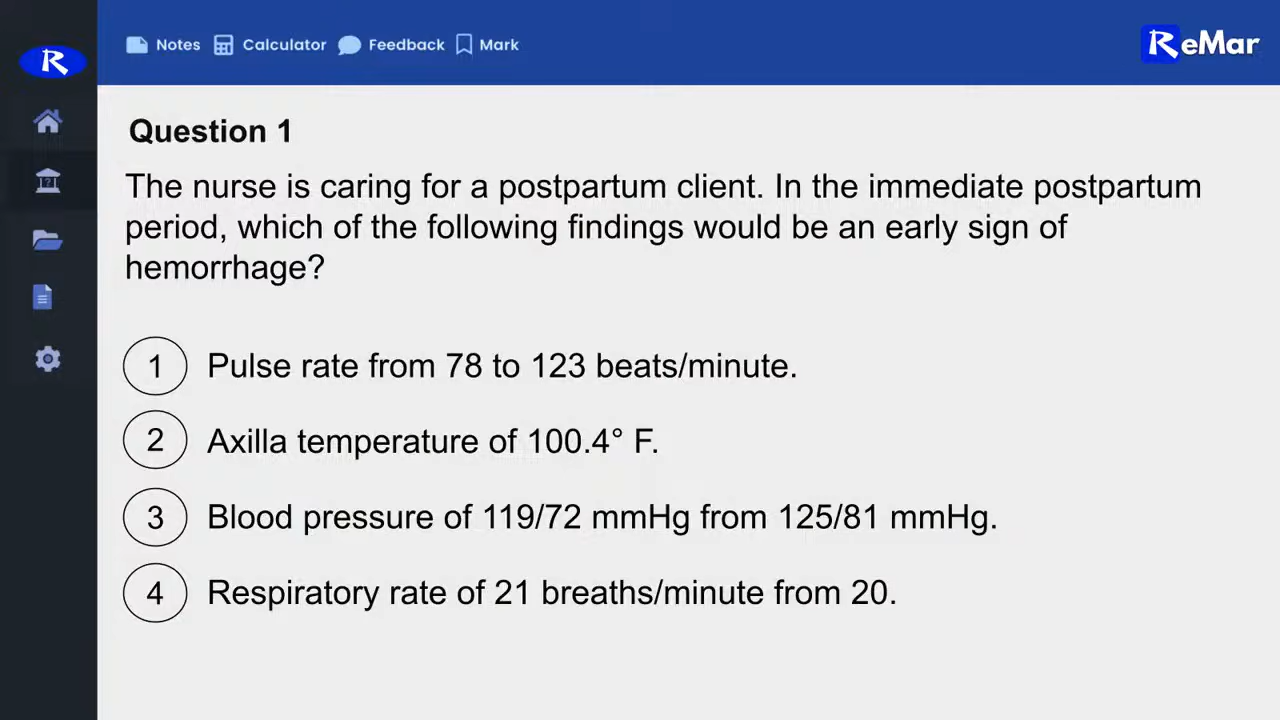 Notes Calculator Feedback Mark
ReMar
R
Question 1
The nurse is caring for a postpartum client. In the immediate postpartum
period, which of the following findings would be an early sign of
hemorrhage?
1 Pulse rate from 78 to 123 beats/minute.
2 Axilla temperature of 100.4° F.
3 Blood pressure of 119/72 mmHg from 125/81 mmHg.
4 Respiratory rate of 21 breaths/minute from 20.